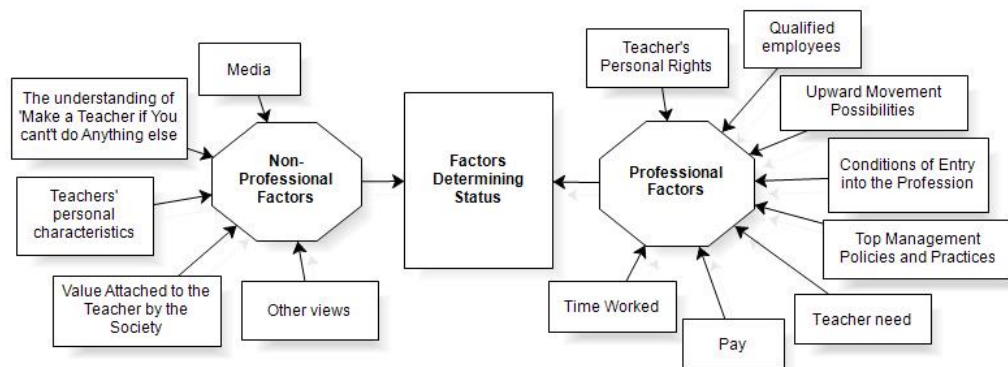 Media
The understanding of
'Make a Teacher if You
cant't do Anything else
Teachers'
personal
characteristics
Value Attached to the
Teacher by the
Society
Other views
Non-
Professional
Factors
Factors
Determining
Status
Professional
Factors
Teacher's
Personal Rights
Qualified
employees
Upward Movement
Possibilities
Conditions of Entry
into the Profession
Top Management
Policies and Practices
Teacher need
Pay
Time Worked